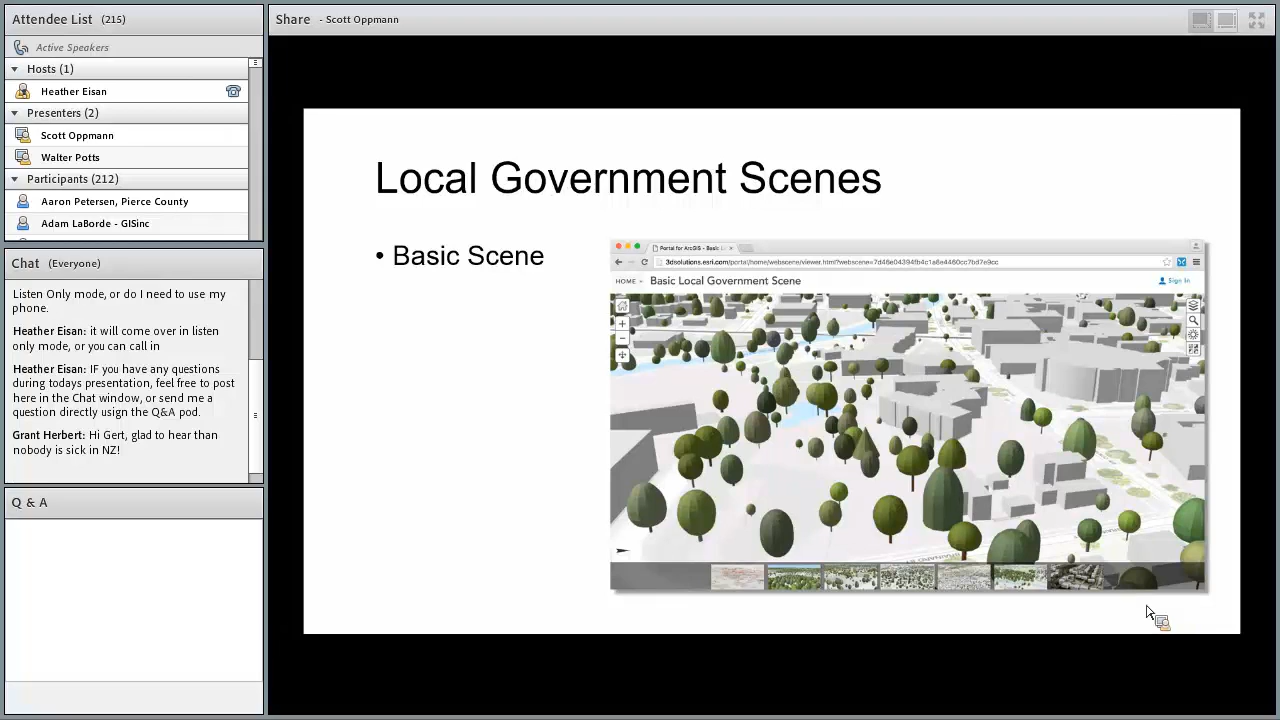 Attendee List (215)
Active Speakers
Hosts (1)
Heather Eisan
Presenters (2)
Scott Oppmann
Walter Potts
Participants (212)
Aaron Petersen, Pierce County
Adam LaBorde - GISinc
Chat (Everyone)
Listen Only mode, or do I need to use my
phone.
Heather Eisan: it will come over in listen
only mode, or you can call in
Heather Eisan: IF you have any questions
during todays presentation, feel free to post
here in the Chat window, or send me a
question directly usign the Q&A pod.
Grant Herbert: Hi Gert, glad to hear than
nobody is sick in NZ!
Q & A
Share - Scott Oppmann
Local Government Scenes
• Basic Scene
Portal for ArcGIS - Basic
HOME
Basic Local Government Scene
Sign In